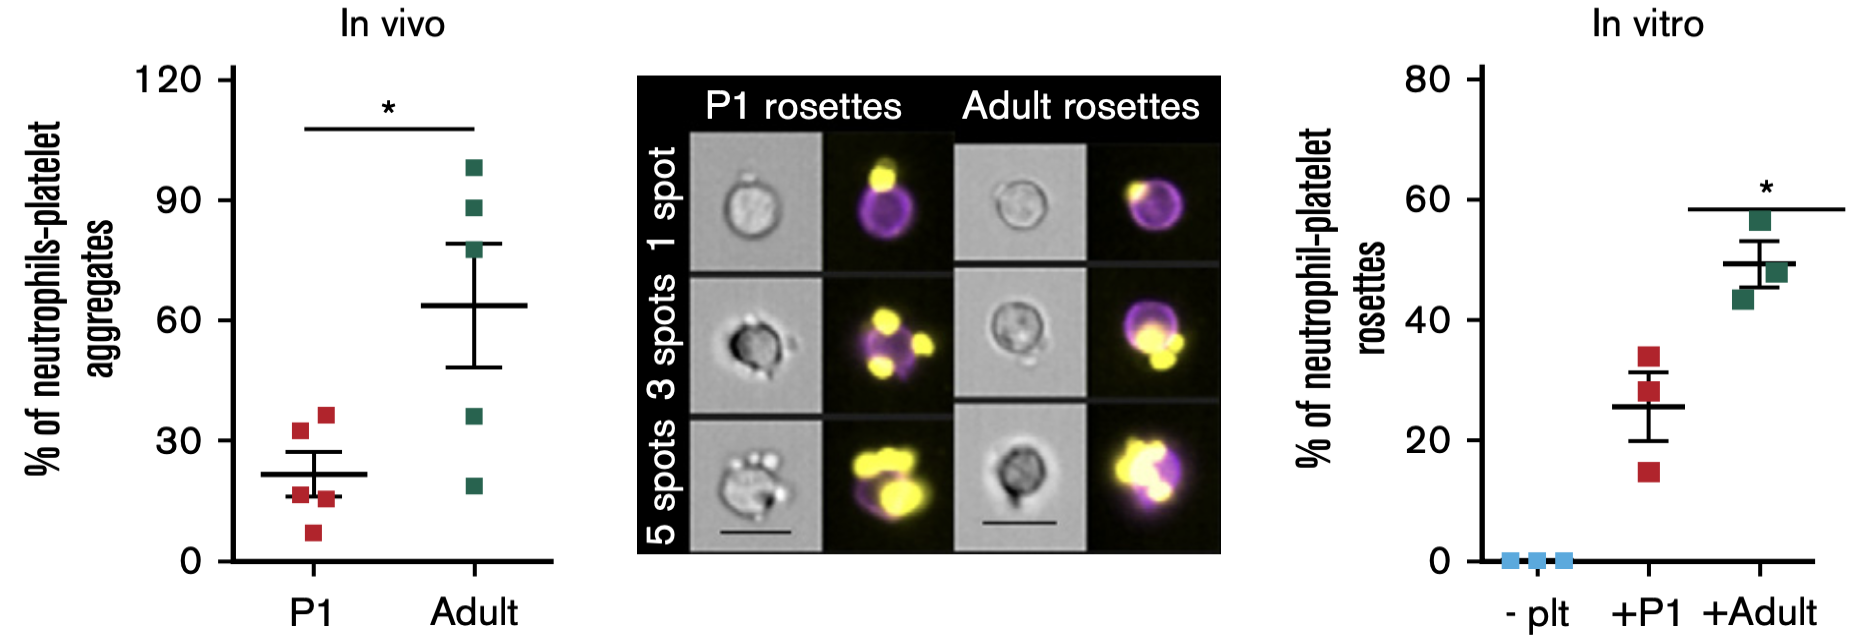 In vivo
% of neutrophils-platelet
aggregates
120
90
60
30
0
*
P1
Adult
P1 rosettes
Adult rosettes
1 spot
3 spots
5 spots
In vitro
% of neutrophil-platelet
rosettes
80
60
40
20
0
*
- plt
+P1
+Adult